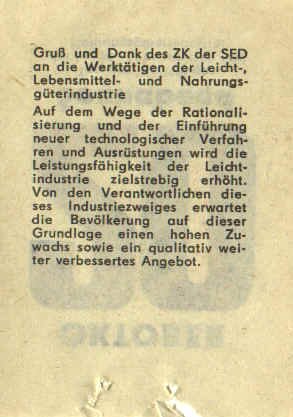 Gruß und Dank des ZK der SED
an die Werktätigen der Leicht-,
Lebensmittel- und Nahrungs-
güterindustrie
Auf dem Wege der Rationali-
sierung und der Einführung
neuer technologischer Verfah-
ren und Ausrüstungen wird die
Leistungsfähigkeit der Leicht-
industrie zielstrebig erhöht.
Von den Verantwortlichen die-
ses Industriezweiges erwartet
die Bevölkerung auf dieser
Grundlage einen hohen Zu-
wachs sowie ein qualitativ wei-
ter verbessertes Angebot.
OKTOBER